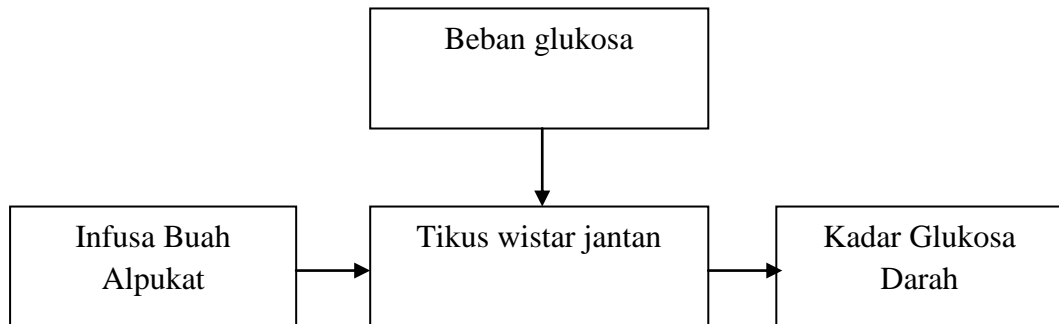 Beban glukosa
Infusa Buah
Alpukat
Tikus wistar jantan
Kadar Glukosa
Darah